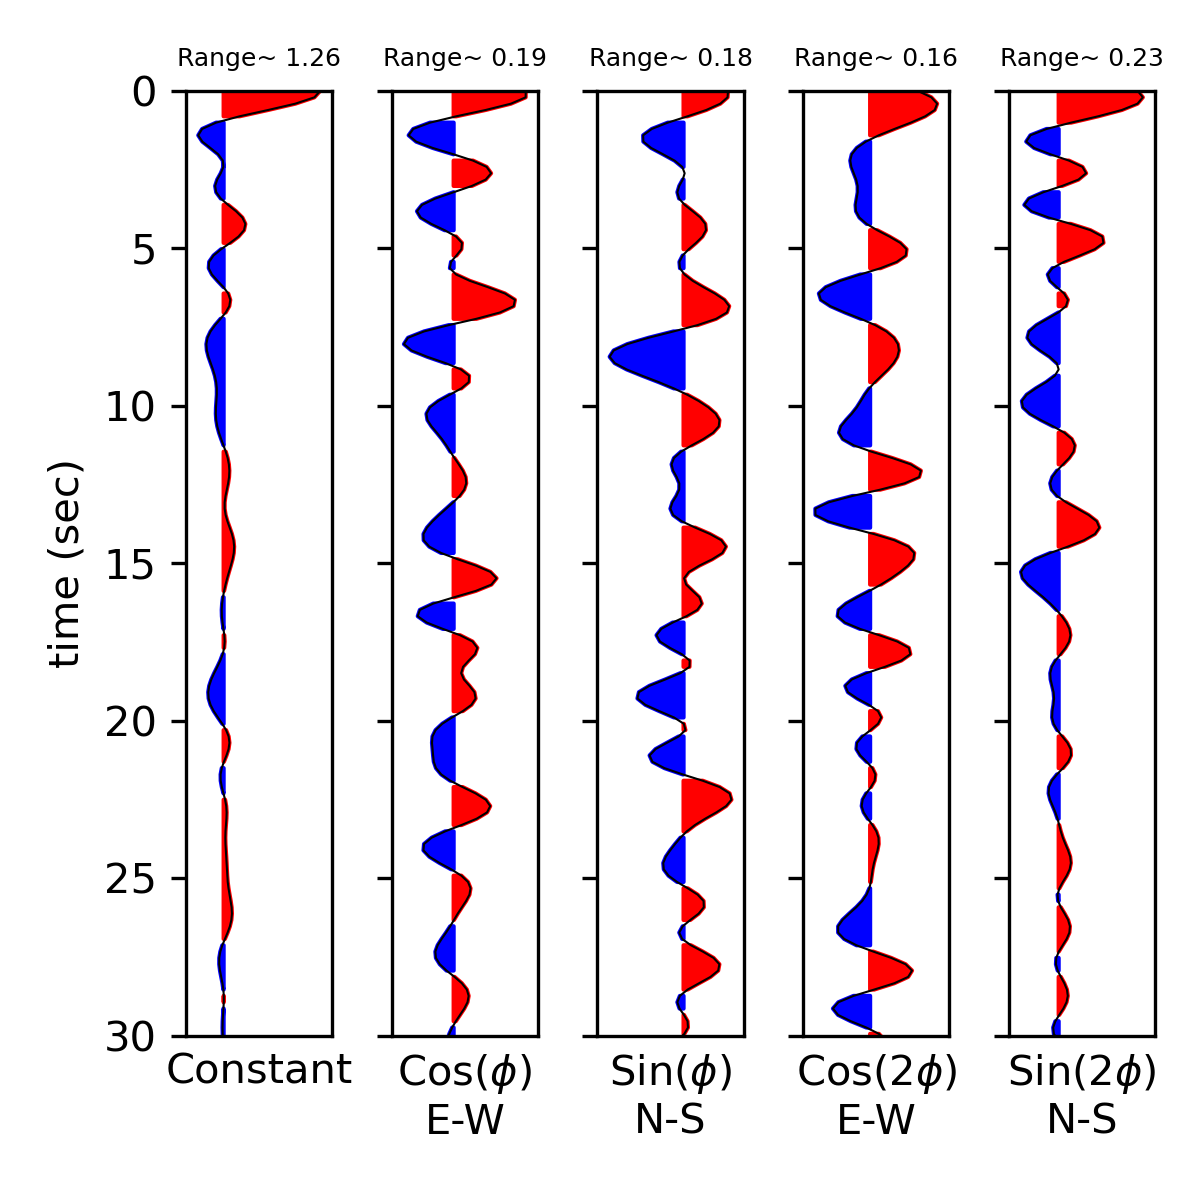 Range~ 1.26 Range~ 0.19 Range~ 0.18 Range~ 0.16 Range~ 0.23
0
5
10
15
20
25
30
time (sec)
Constant Cos(ϕ) Sin(ϕ) Cos(2ϕ) Sin(2ϕ)
E-W N-S E-W N-S